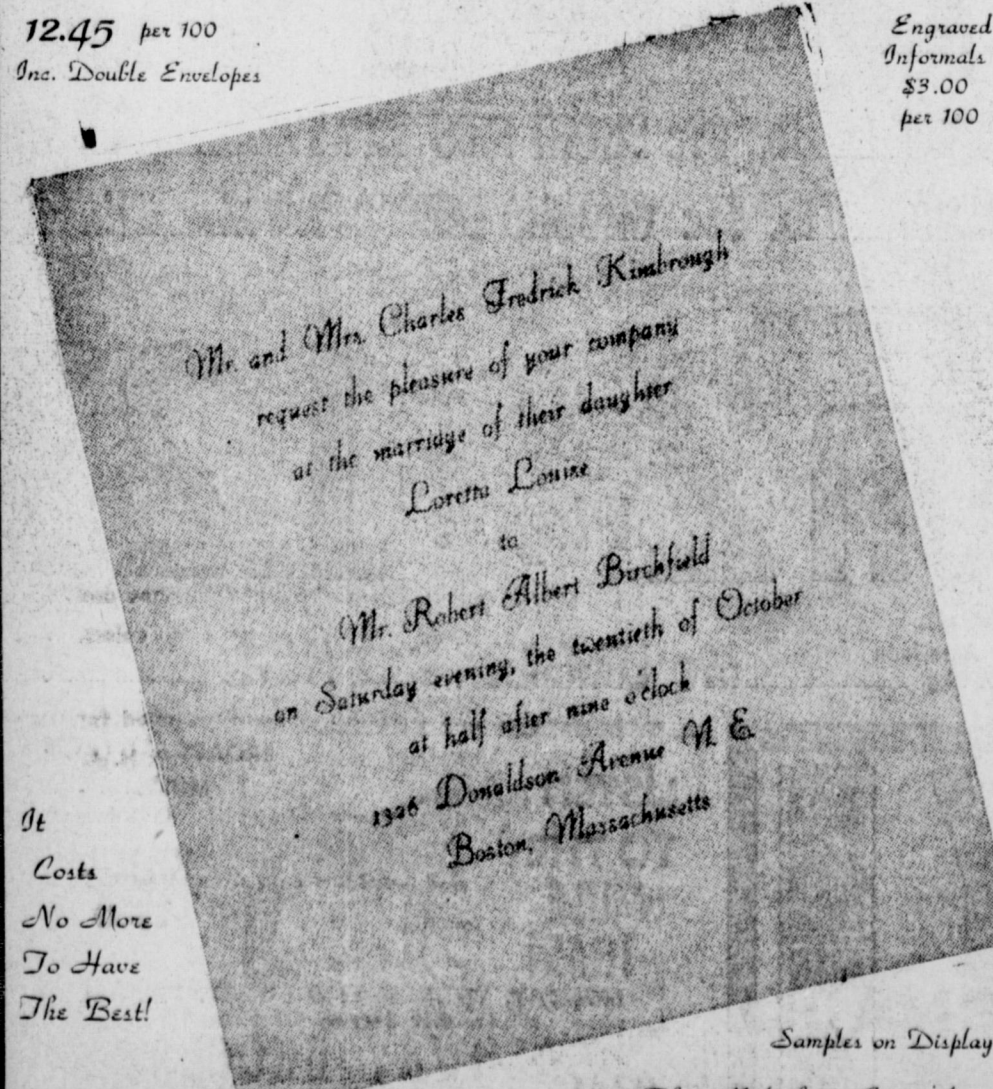 12.45 per 100
Inc. Double Envelopes
Engraved
Informals
$3.00
per 100
Mr. and Mrs. Charles Fredrick Kimbrough
request the pleasure of your company
at the marriage of their daughter
Loretta Louise
to
Mr. Robert Albert Birchfield
on Saturday evening, the twentieth of October
at half after nine o'clock
1326 Donaldson Avenue N. E.
Boston, Massachusetts
It
Costs
No More
To Have
The Best!
Samples on Display